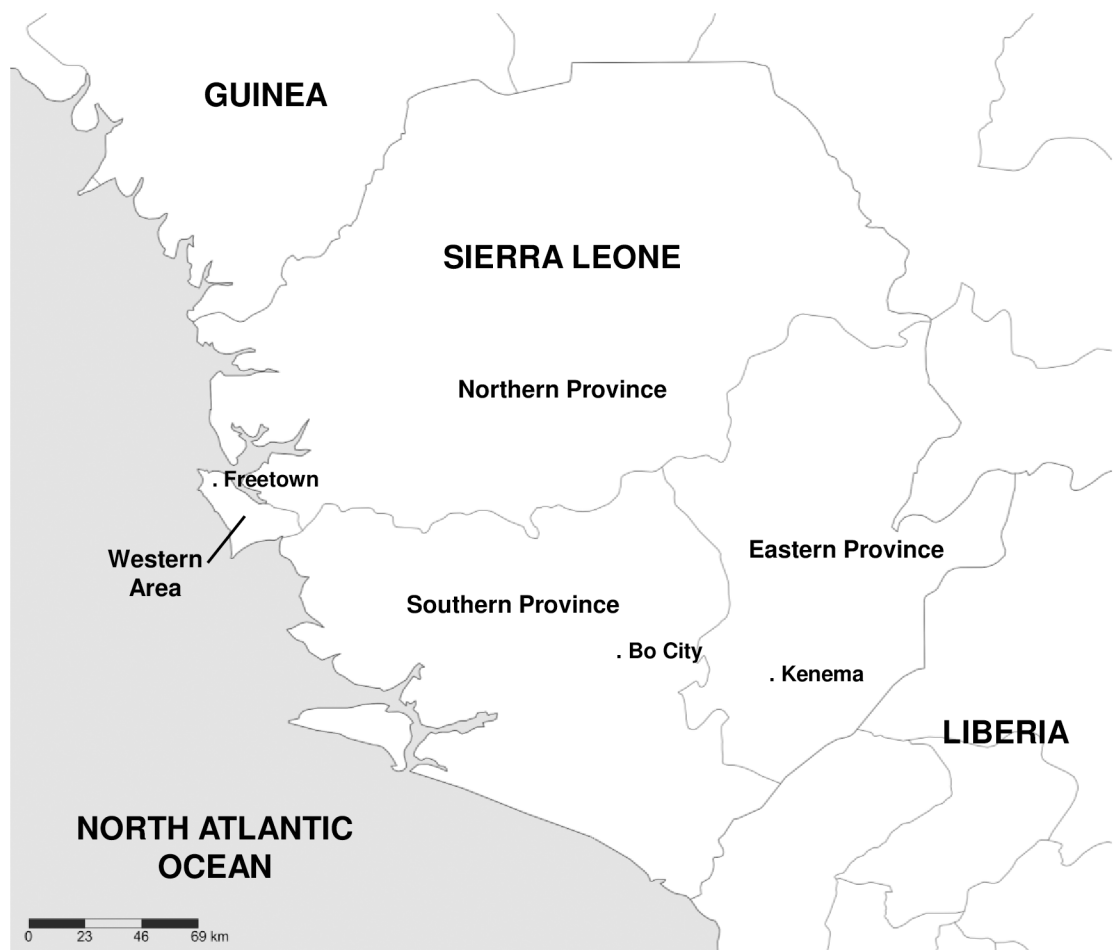 GUINEA
SIERRA LEONE
Northern Province
. Freetown
Western
Area
Eastern Province
Southern Province
. Bo City
. Kenema
LIBERIA
NORTH ATLANTIC
OCEAN
0 23 46 69 km